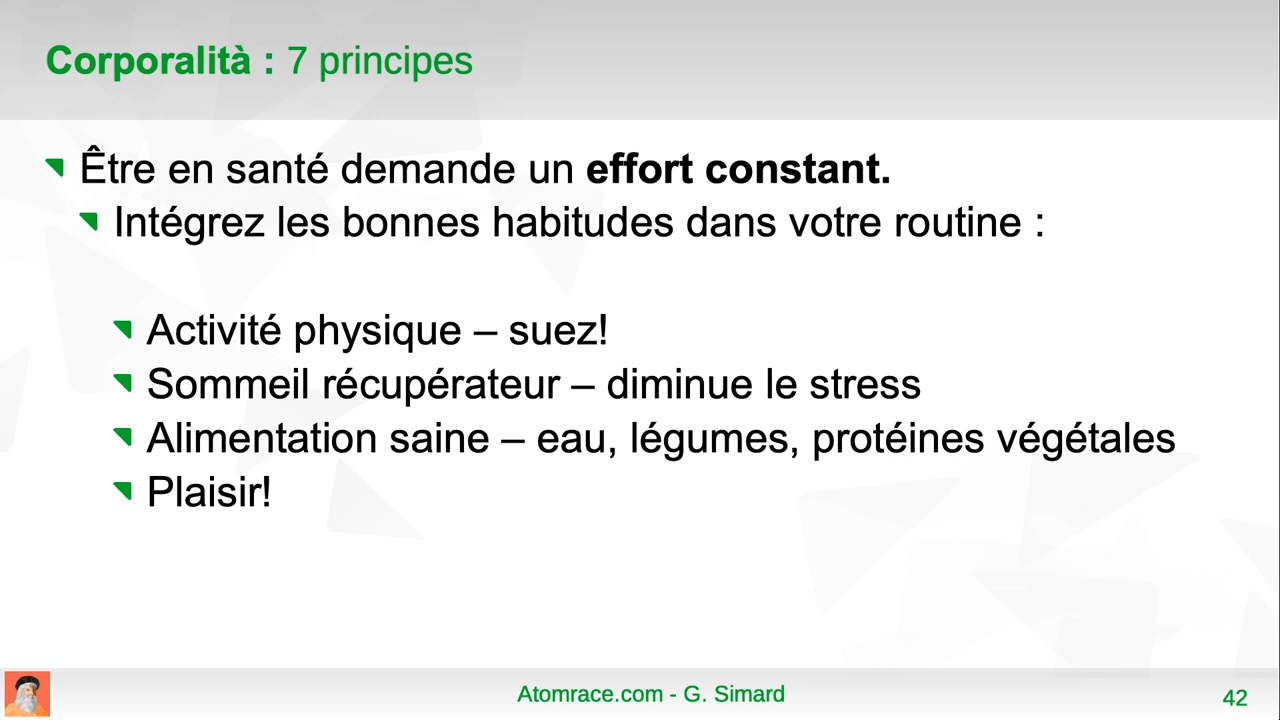 Corporalità : 7 principes
Être en santé demande un effort constant.
Intégrez les bonnes habitudes dans votre routine :
Activité physique – suez!
Sommeil récupérateur – diminue le stress
Alimentation saine – eau, légumes, protéines végétales
Plaisir!
Atomrace.com - G. Simard
42